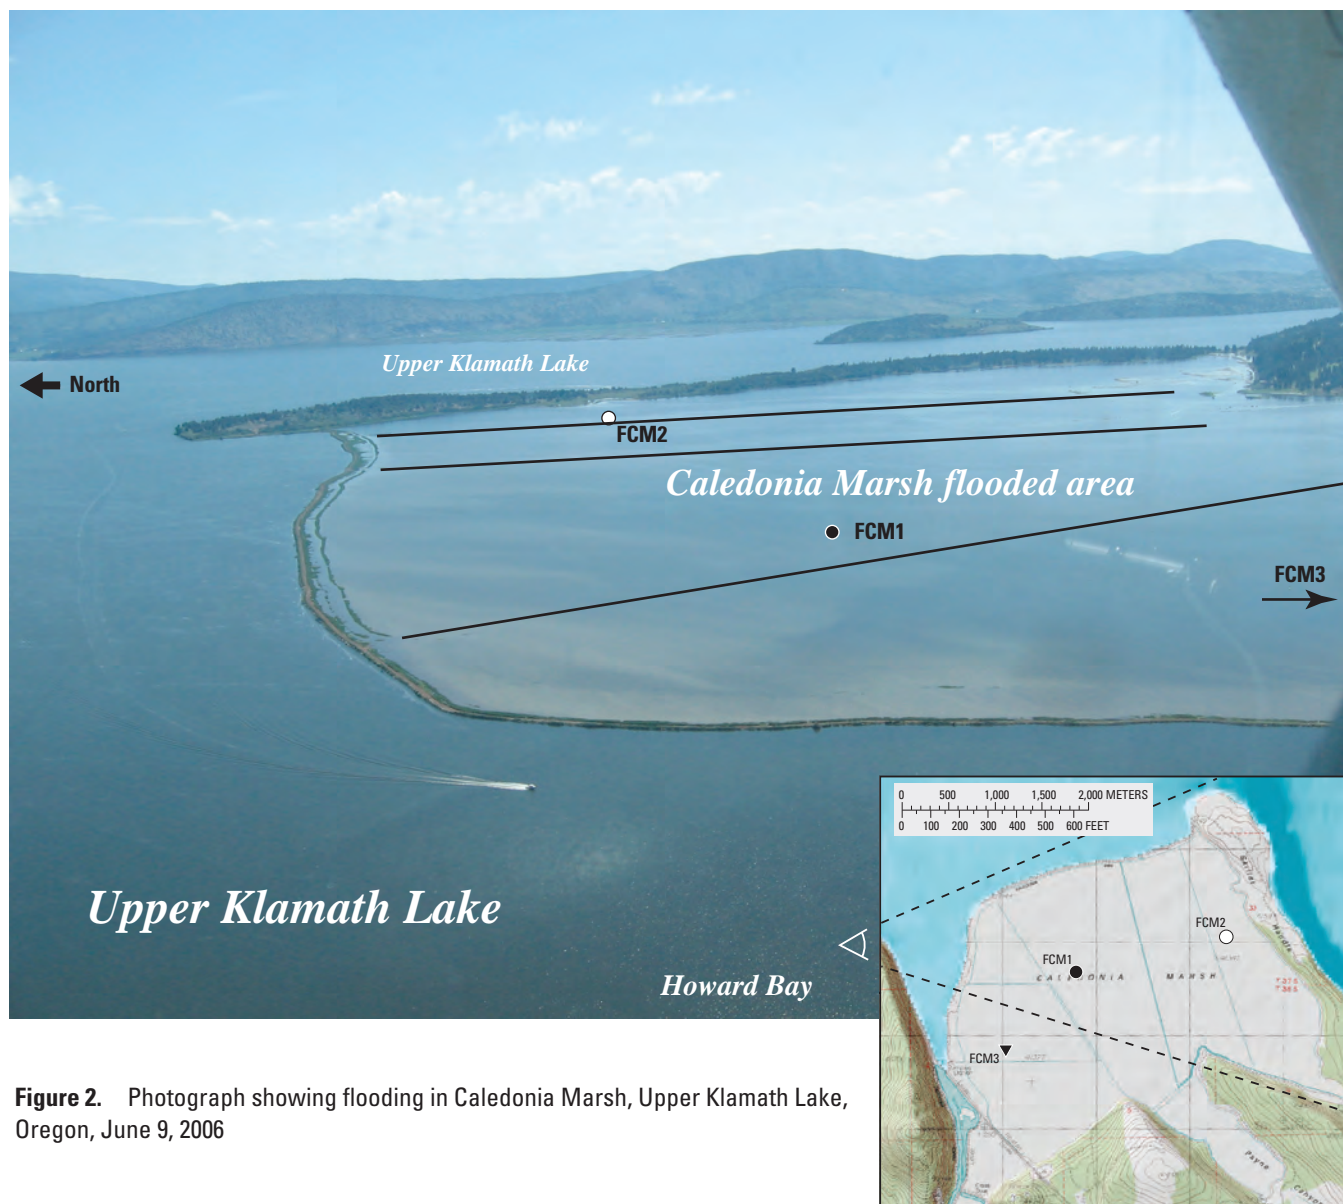 Upper Klamath Lake
North
FCM2
Caledonia Marsh flooded area
FCM1
FCM3
Upper Klamath Lake
Howard Bay
0 500 1,000 1,500 2,000 METERS
0 100 200 300 400 500 600 FEET
FCM2
FCM1
CALEDONIA MARSH
FCM3
Payne
Figure 2. Photograph showing flooding in Caledonia Marsh, Upper Klamath Lake,
Oregon, June 9, 2006